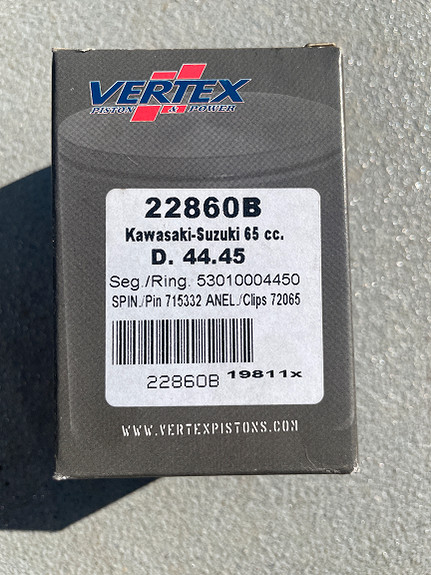 VERTEX
PISTON & POWER
22860B
Kawasaki-Suzuki 65 cc.
D. 44.45
Seg./Ring. 53010004450
SPIN./Pin 715332 ANEL./Clips 72065
22860B 19811x
WWW.VERTEXPISTONS.COM